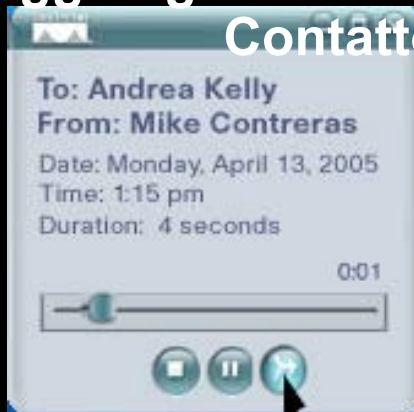 Contatt
To: Andrea Kelly
From: Mike Contreras
Date: Monday, April 13, 2005
Time: 1:15 pm
Duration: 4 seconds
0:01